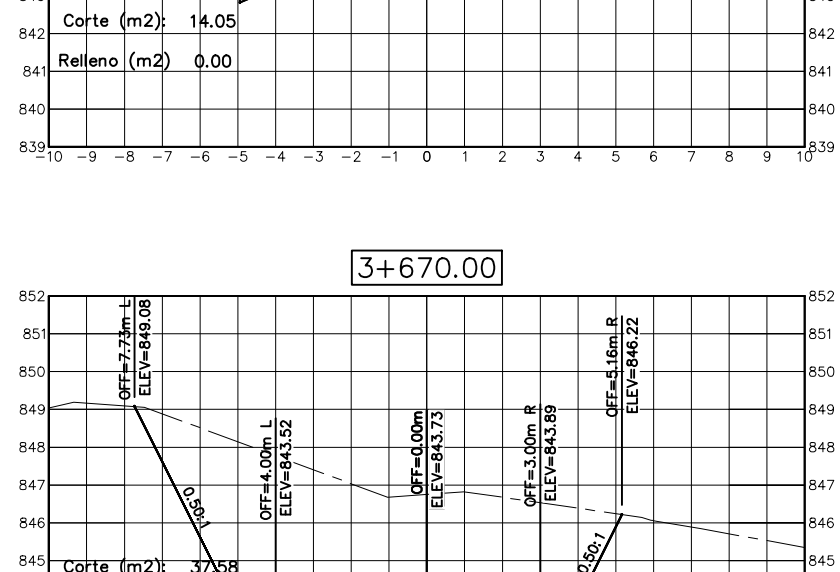 Corte (m2): 14.05
842 842
Relleno (m2) 0.00
841 841
840 840
839 839
-10 -9 -8 -7 -6 -5 -4 -3 -2 -1 0 1 2 3 4 5 6 7 8 9 10
3+670.00
852 852
851 851
850 850
849 849
848 848
847 847
846 846
845 845
OFF=7.73m L
ELEV=849.08
OFF=4.00m L
ELEV=843.52
OFF=0.00m
ELEV=843.73
OFF=3.00m R
ELEV=843.89
OFF=5.16m R
ELEV=846.22
0.50:1
0.50:1
Corte (m2): 37.58